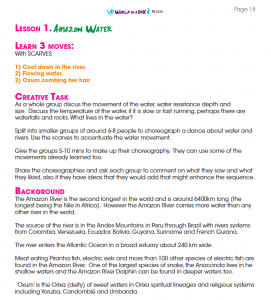 WORLD IN A BOX © 2010
Page 18
LESSON 1. AMAZON WATER
LEARN 3 MOVES:
With SCARVES
1) Cool down in the river.
2) Flowing water.
3) Oxum combing her hair
CREATIVE TASK
As a whole group discus the movement of the water, water resistance depth and
size. Discuss the temperature of the water, if it is slow or fast running, perhaps there are
waterfalls and rocks. What lives in the water?
Split into smaller groups of around 6-8 people to choreograph a dance about water and
rivers. Use the scarves to accentuate the water movement.
Give the groups 5-10 mins to make up their choreography. They can use some of the
movements already learned too.
Share the choreographies and ask each group to comment on what they saw and what
they liked, also if they have ideas that they would add that might enhance the sequence.
BACKGROUND
The Amazon River is the second longest in the world and is around 6400km long (the
longest being the Nile in Africa). However the Amazon River carries more water than any
other river in the world.
The source of the river is in the Andes Mountains in Peru through Brazil with rivers systems
from Colombia, Venezuela, Ecuador, Bolivia, Guyana, Suriname and French Guiana.
The river enters the Atlantic Ocean in a broad estuary about 240 km wide.
Meat eating Piranha fish, electric eels and more than 100 other species of electric fish are
found in the Amazon River. One of the largest species of snake, the Anaconda lives in he
shallow waters and the Amazon River Dolphin can be found in deeper waters too.
'Oxum' is the Orixa (deity) of sweet waters in Orixa spiritual lineages and religious systems
including Yoruba, Candomblé and Umbanda.